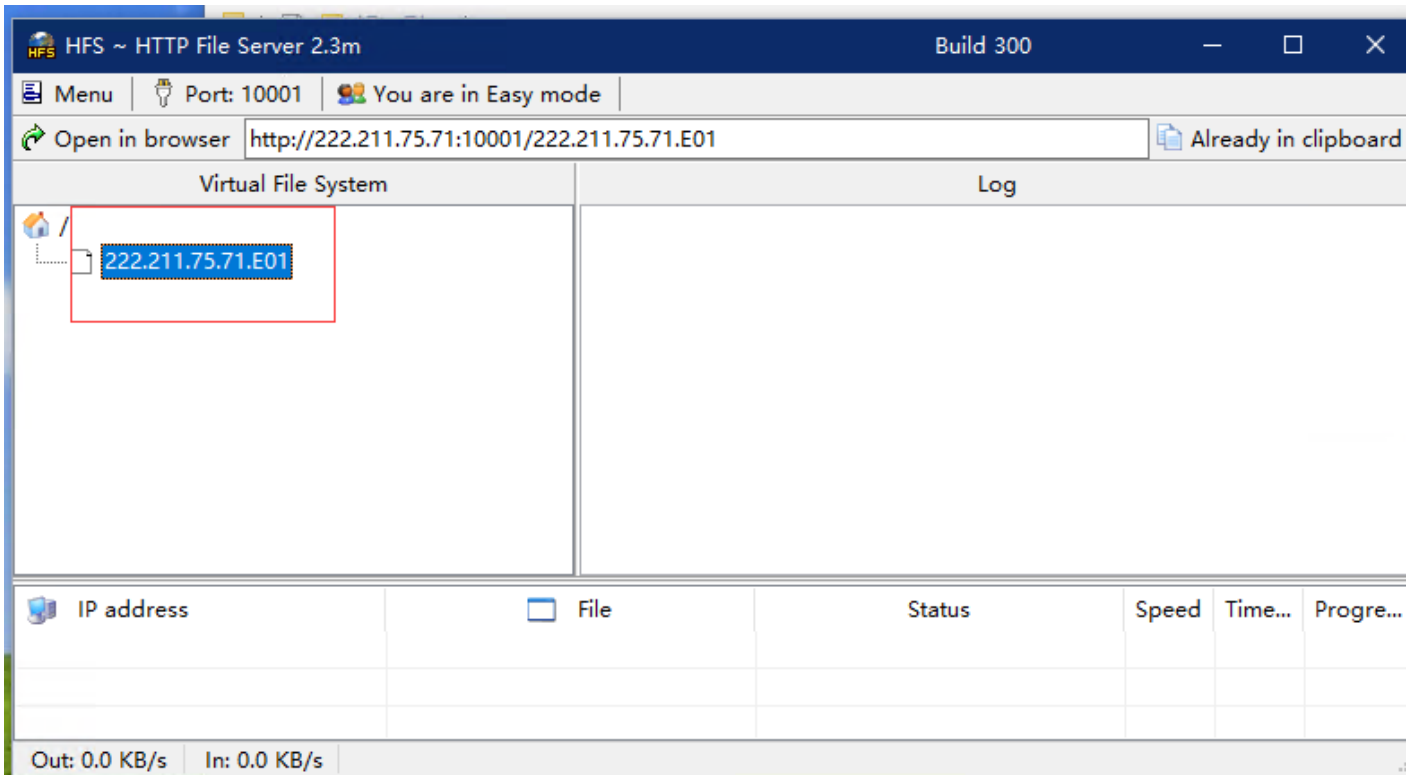 HFS ~ HTTP File Server 2.3m Build 300
Menu Port: 10001 You are in Easy mode
Open in browser http://222.211.75.71:10001/222.211.75.71.E01 Already in clipboard
Virtual File System Log
/
222.211.75.71.E01
IP address File Status Speed Time... Progre...
Out: 0.0 KB/s In: 0.0 KB/s